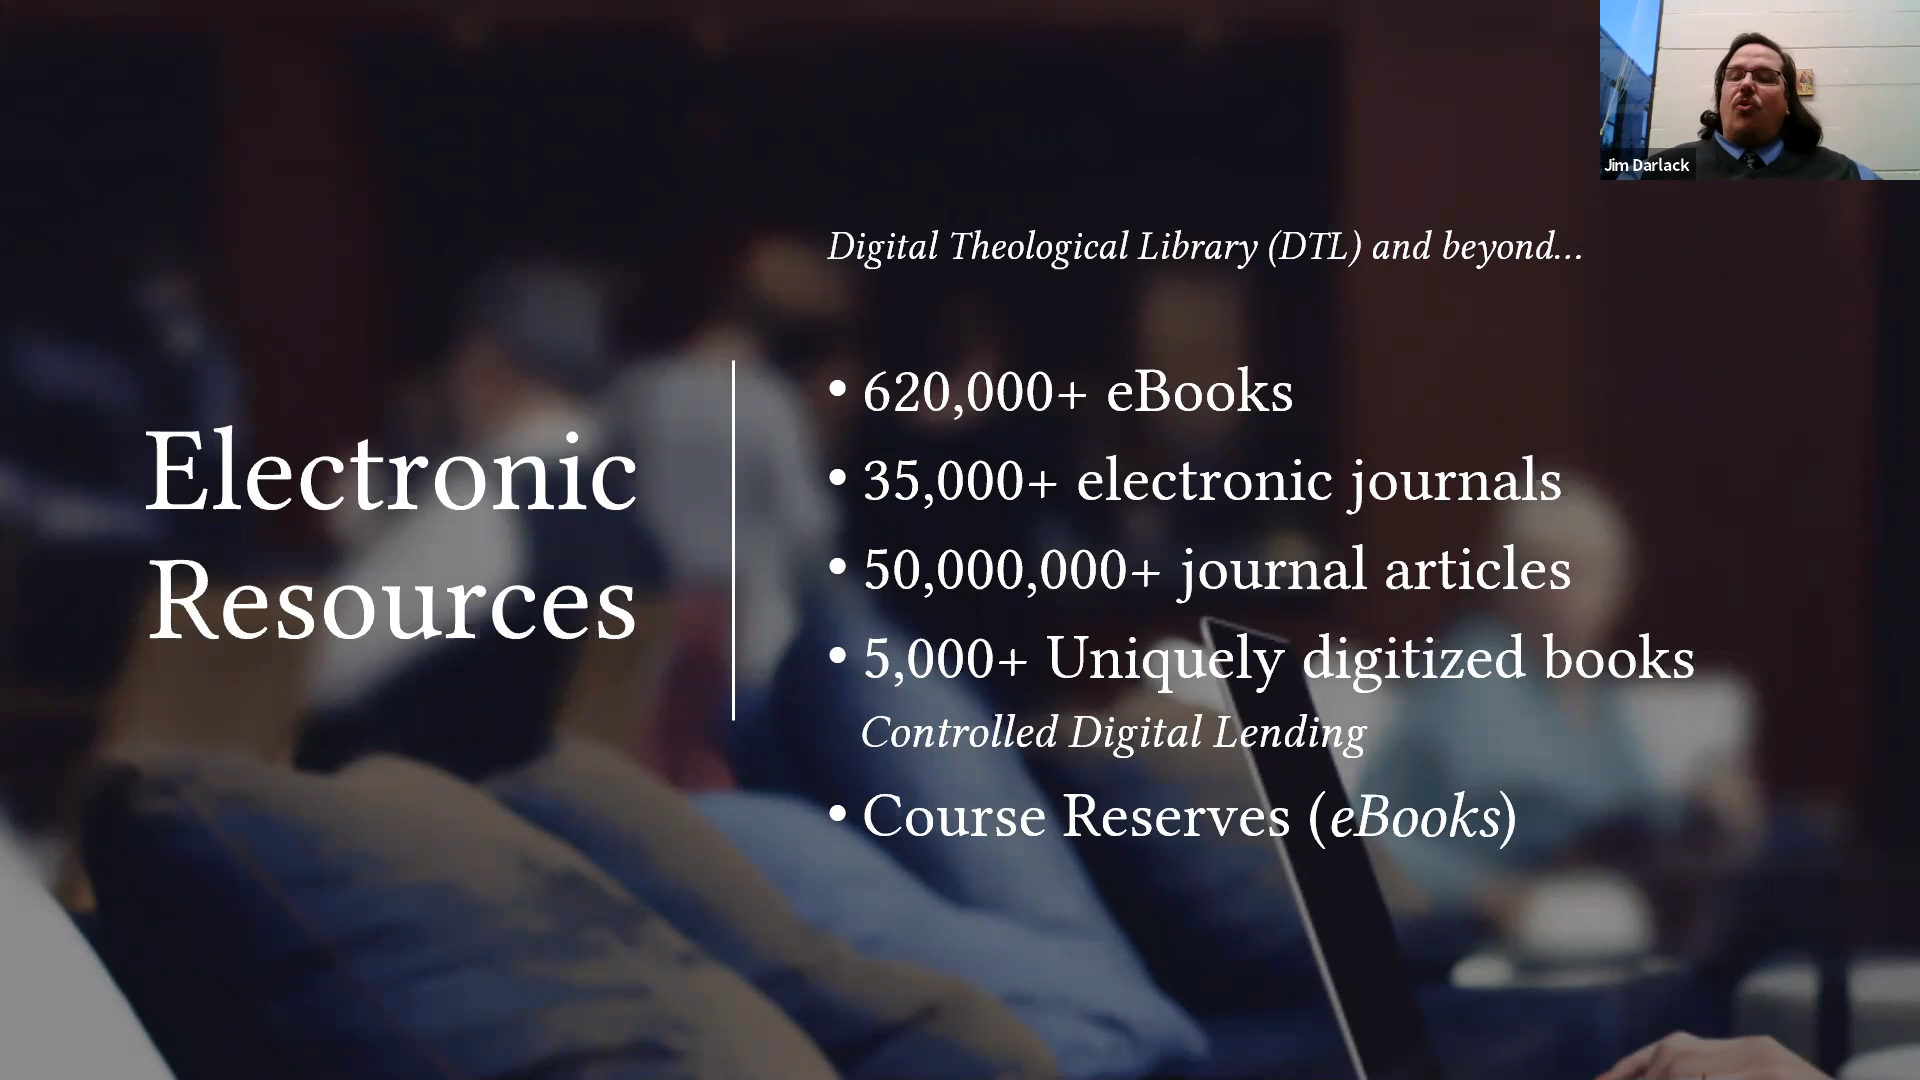 Jim Darlack
Digital Theological Library (DTL) and beyond...
Electronic
Resources
• 620,000+ eBooks
• 35,000+ electronic journals
• 50,000,000+ journal articles
• 5,000+ Uniquely digitized books
Controlled Digital Lending
• Course Reserves (eBooks)